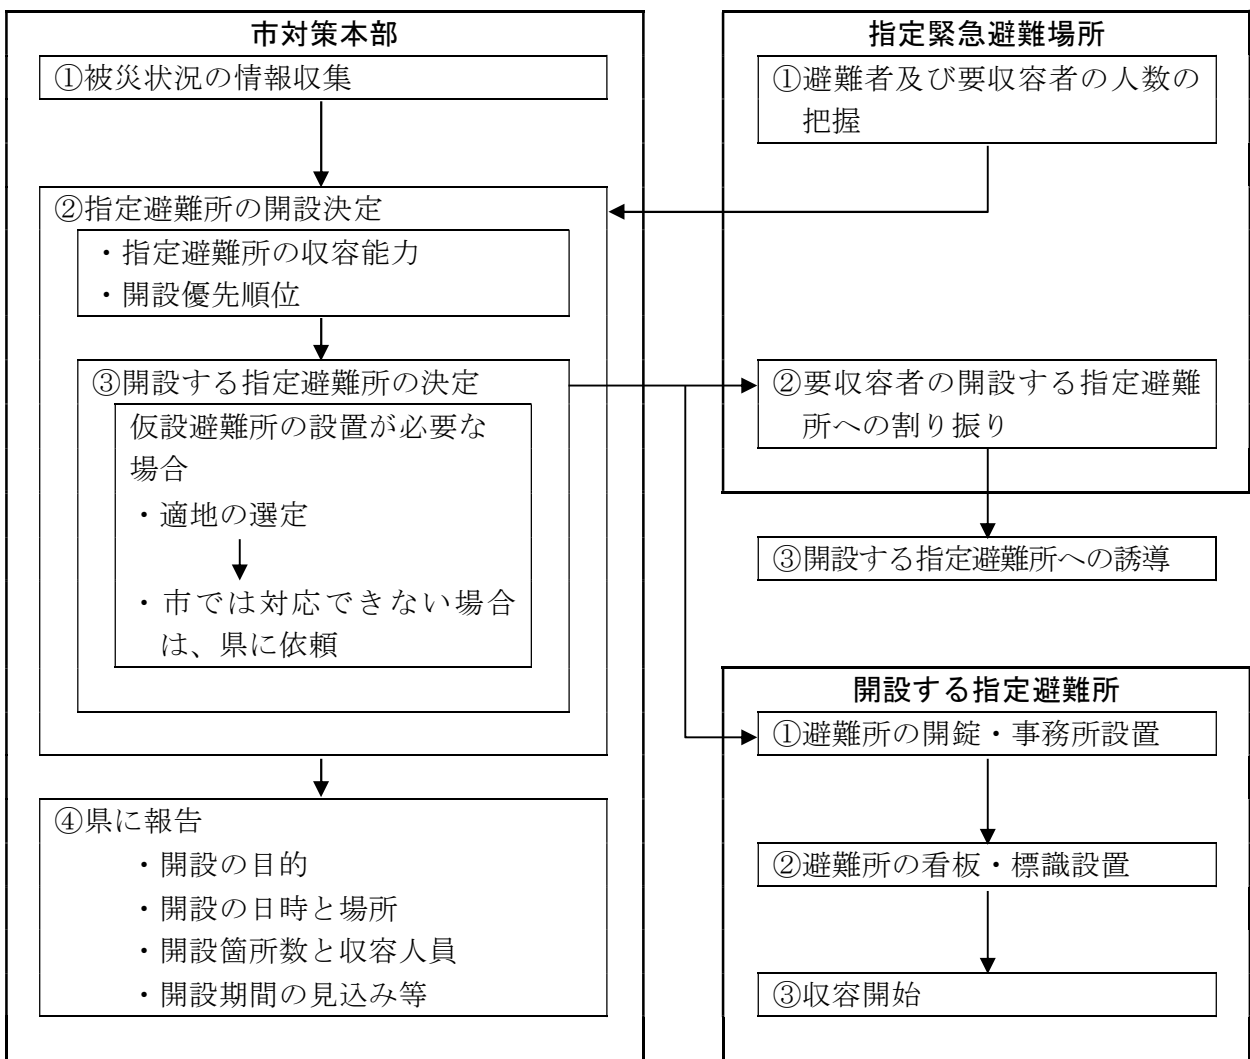 市対策本部
①被災状況の情報収集
②指定避難所の開設決定
・指定避難所の収容能力
・開設優先順位
③開設する指定避難所の決定
仮設避難所の設置が必要な
場合
・適地の選定
・市では対応できない場合
は、県に依頼
④県に報告
・開設の目的
・開設の日時と場所
・開設箇所数と収容人員
・開設期間の見込み等
指定緊急避難場所
①避難者及び要収容者の人数の
把握
②要収容者の開設する指定避難
所への割り振り
③開設する指定避難所への誘導
開設する指定避難所
①避難所の開錠・事務所設置
②避難所の看板・標識設置
③収容開始